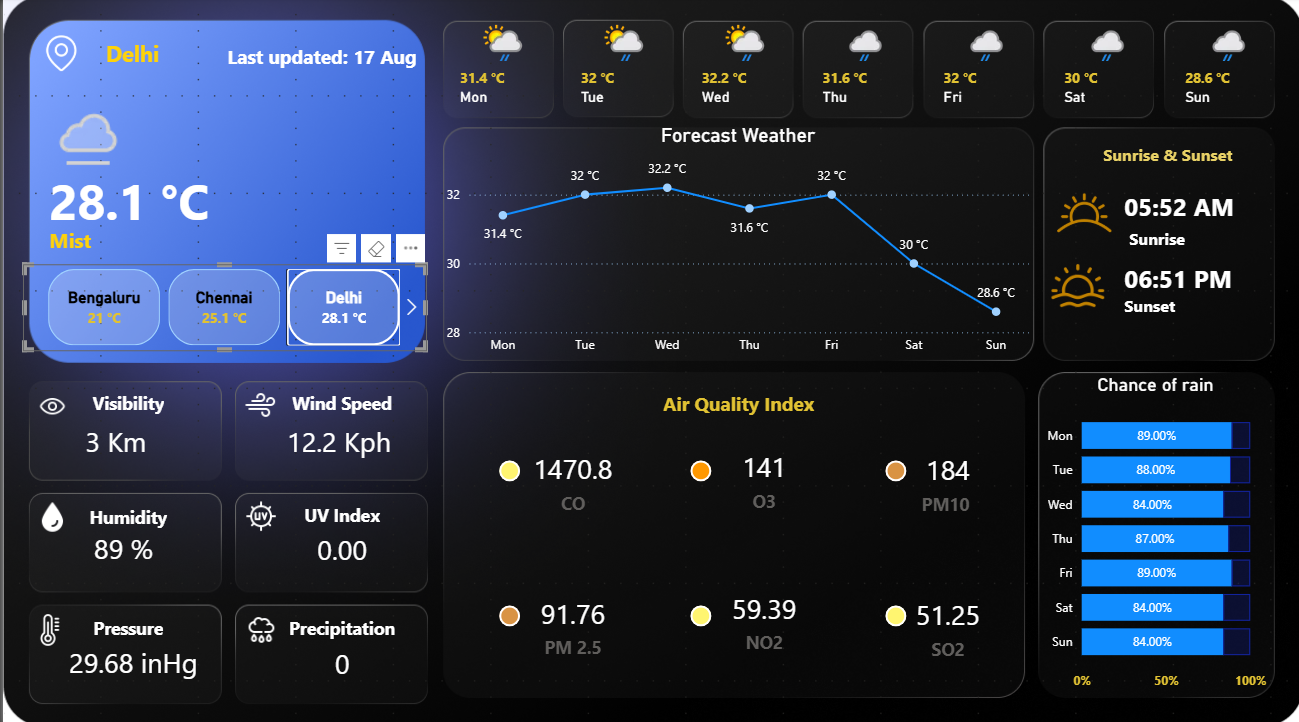 Delhi
Last updated: 17 Aug
28.1 °C
Mist
Bengaluru
21 °C
Chennai
25.1 °C
Delhi
28.1 °C
31.4 °C
Mon
32 °C
Tue
32.2 °C
Wed
31.6 °C
Thu
32 °C
Fri
30 °C
Sat
28.6 °C
Sun
Forecast Weather
32
30
28
31.4 °C
32 °C
32.2 °C
31.6 °C
32 °C
30 °C
28.6 °C
Mon Tue Wed Thu Fri Sat Sun
Sunrise & Sunset
05:52 AM
Sunrise
06:51 PM
Sunset
Visibility
3 Km
Wind Speed
12.2 Kph
Humidity
89 %
UV
UV Index
0.00
Pressure
29.68 inHg
Precipitation
0
Air Quality Index
1470.8
CO
141
O3
184
PM10
91.76
PM 2.5
59.39
NO2
51.25
SO2
Chance of rain
Mon 89.00%
Tue 88.00%
Wed 84.00%
Thu 87.00%
Fri 89.00%
Sat 84.00%
Sun 84.00%
0% 50% 100%